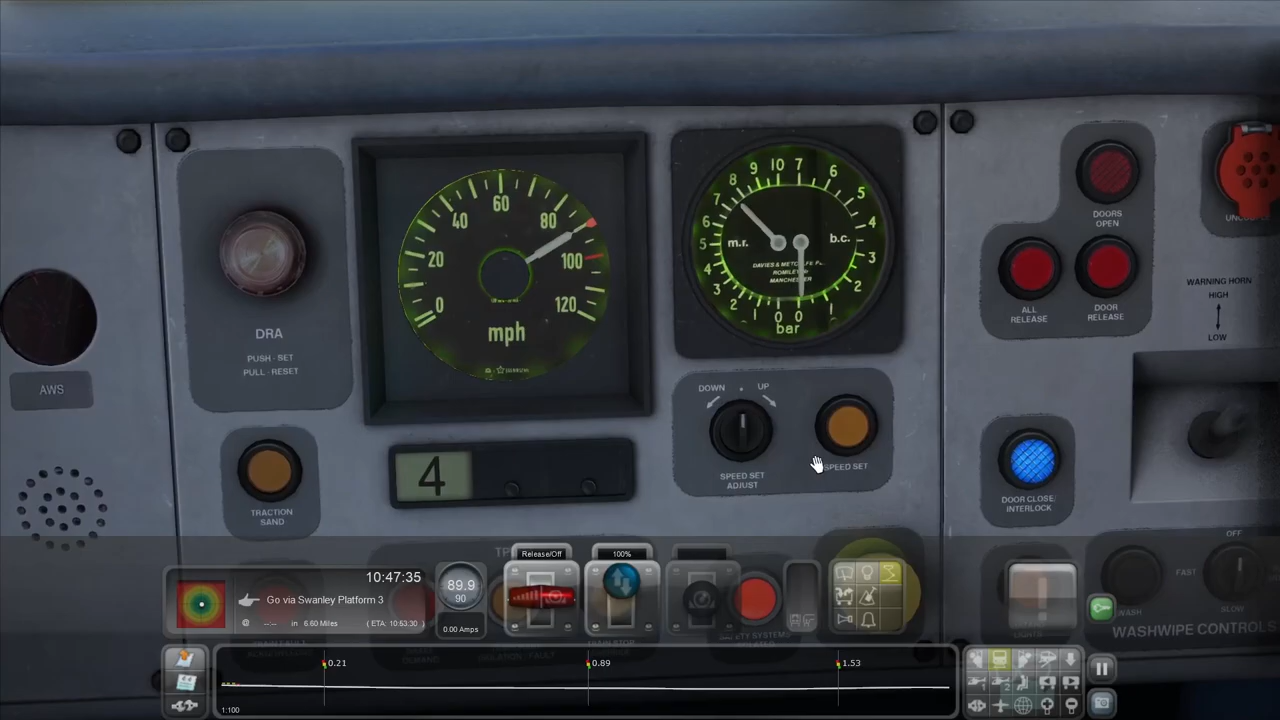 DRA
PUSH - SET
PULL - RESET
AWS
TRACTION
SAND
0 20 40 60 80 100 120
mph
4
0 1 2 3 4 5 6 7 8 9 10
m.r.
7 6 5 4 3 2 1 0
b.c.
DAVIES & METCALFE
ROMILEY
MANCHESTER
bar
DOWN . UP
SPEED SET
ADJUST
SPEED SET
DOORS
OPEN
ALL
RELEASE
DOOR
RELEASE
DOOR CLOSE/
INTERLOCK
WARNING HORN
HIGH
LOW
OFF
FAST
SLOW
WASH
WASHWIPE CONTROLS
10:47:35
Go via Swanley Platform 3
@ --:-- in 6.60 Miles ( ETA: 10:53:30 )
89.9
90
0.00 Amps
Release/Off
100%
0.21
0.89
1.53
1:100